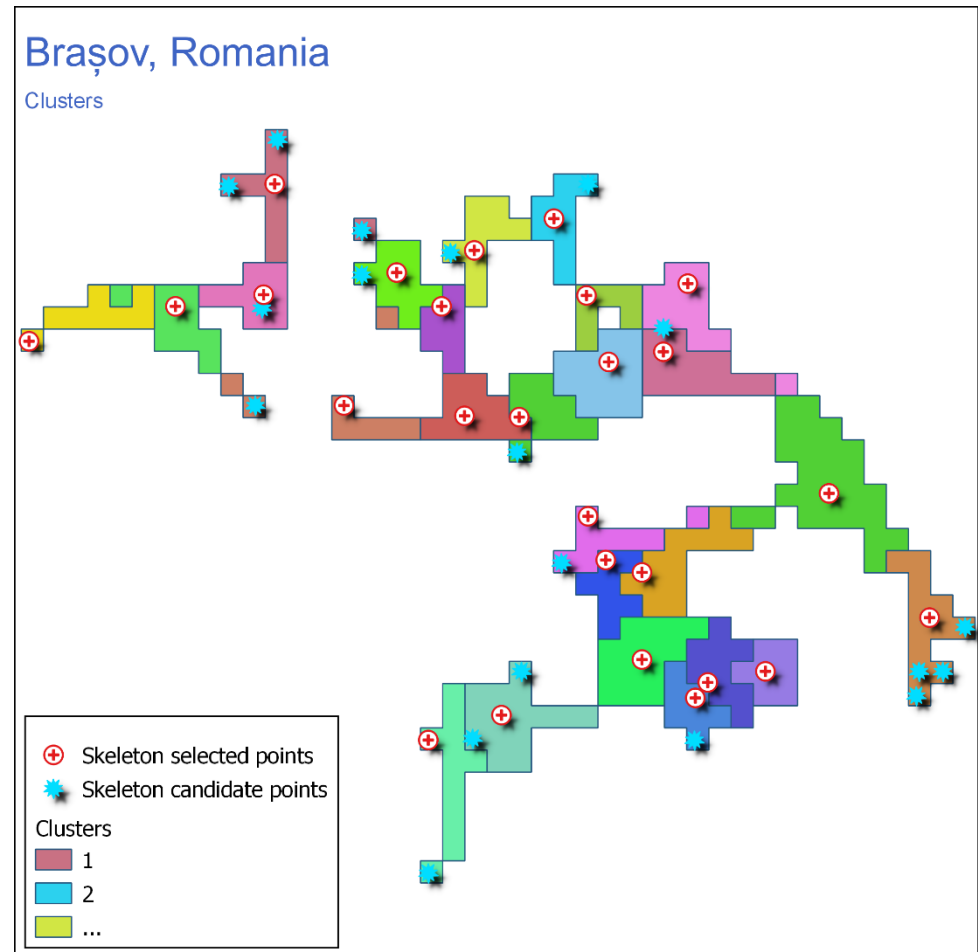 Brașov, Romania
Clusters
Skeleton selected points
Skeleton candidate points
Clusters
1
2
...